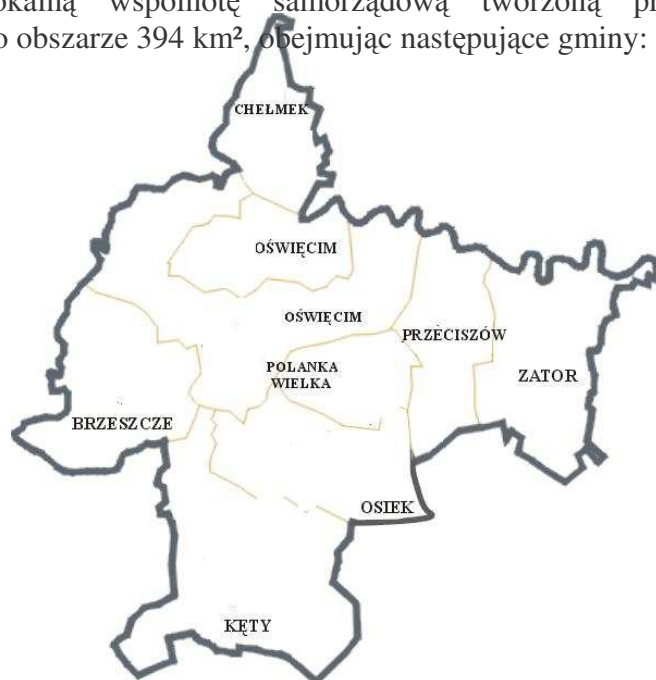 okalną wspólnotę samorządową tworzoną pr
o obszarze 394 km², obejmując następujące gminy:
CHEŁMEK
OŚWIĘCIM
OŚWIĘCIM
PRZECISZÓW
POLANKA
WIELKA
ZATOR
BRZESZCZE
OSIEK
KĘTY